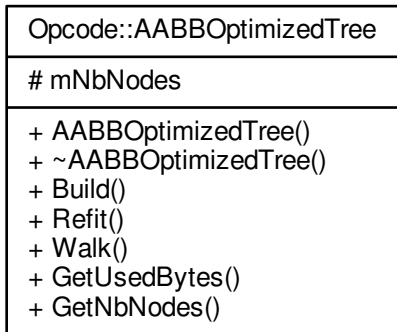 Opcode::AABBOptimizedTree
# mNbNodes
+ AABBOptimizedTree()
+ ~AABBOptimizedTree()
+ Build()
+ Refit()
+ Walk()
+ GetUsedBytes()
+ GetNbNodes()